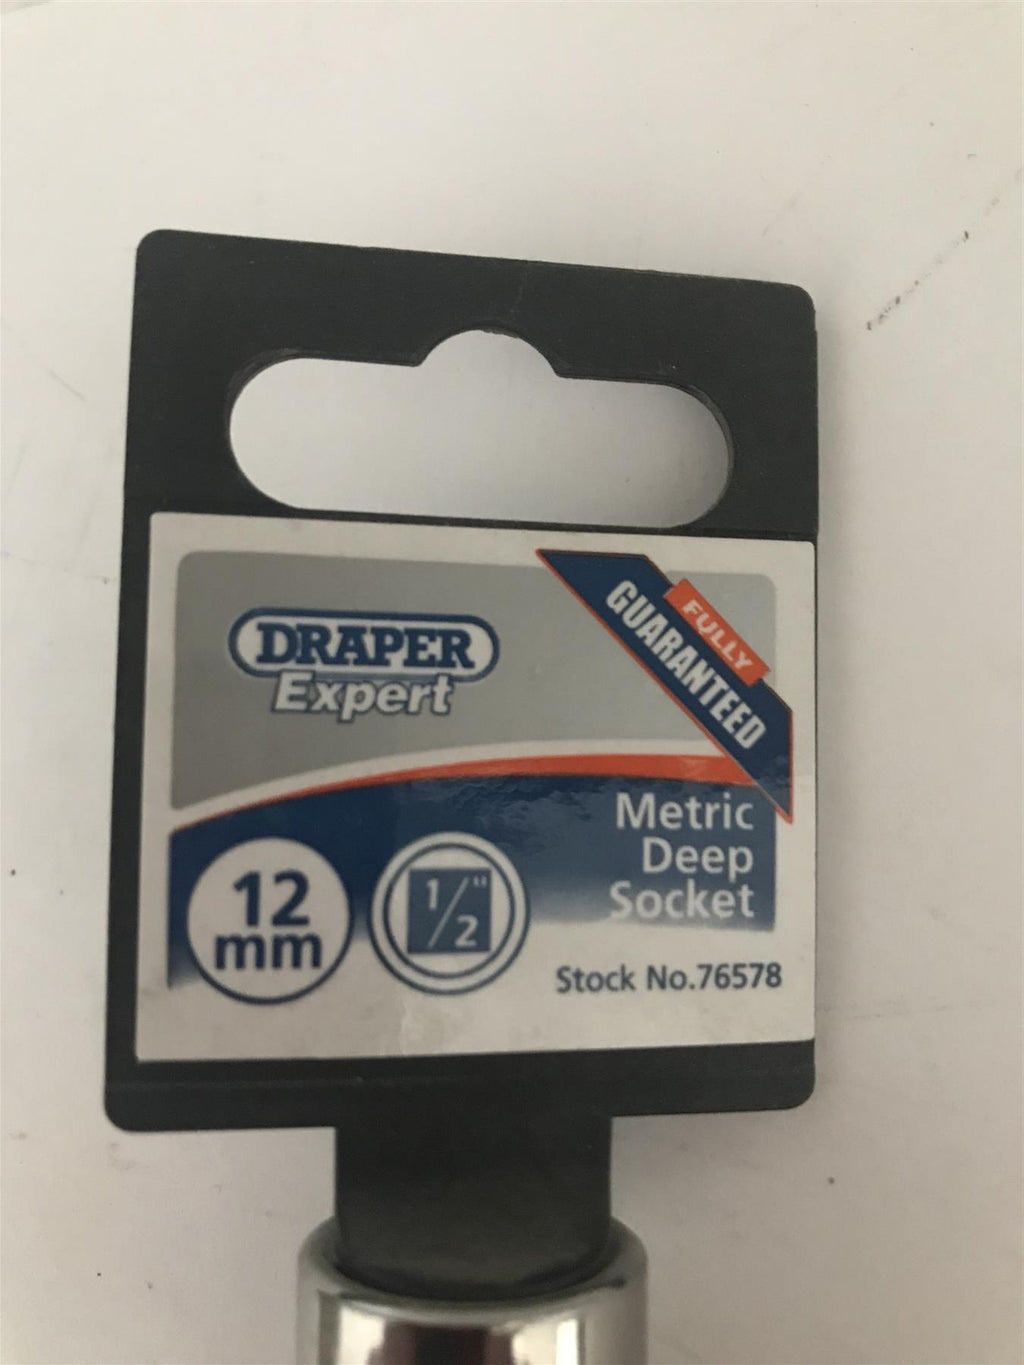 DRAPER
Expert
FULLY
GUARANTEED
Metric
Deep
Socket
12
mm
1/2"
Stock No.76578